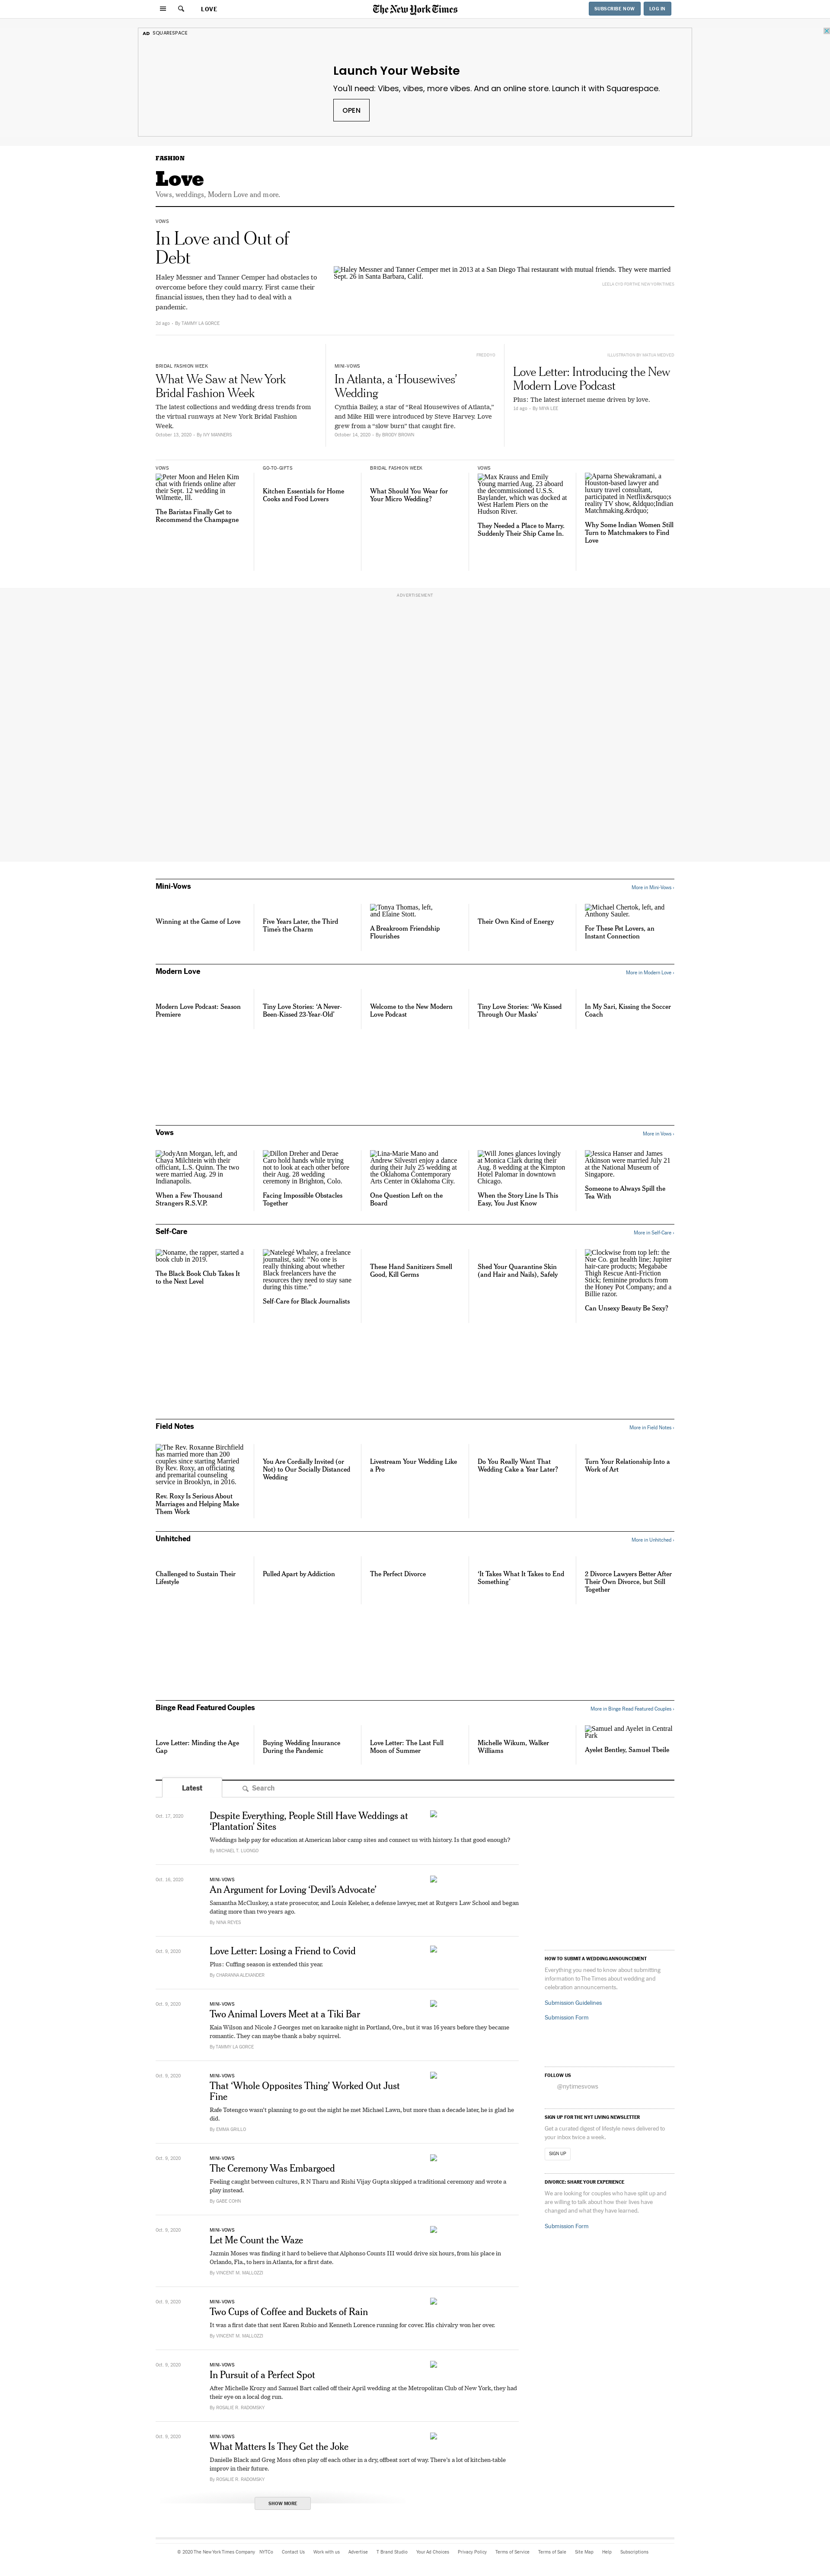 LOVE
The New York Times
SUBSCRIBE NOW
LOG IN
AD SQUARESPACE
Launch Your Website
You'll need: Vibes, vibes, more vibes. And an online store. Launch it with Squarespace.
OPEN
FASHION
Love
Vows, weddings, Modern Love and more.
VOWS
In Love and Out of
Debt
Haley Messner and Tanner Cemper had obstacles to
overcome before they could marry. First came their
financial issues, then they had to deal with a
pandemic.
2d ago · By TAMMY LA GORCE
Haley Messner and Tanner Cemper met in 2013 at a San Diego Thai restaurant with mutual friends. They were married
Sept. 26 in Santa Barbara, Calif.
LEELA CYD FOR THE NEW YORK TIMES
BRIDAL FASHION WEEK
What We Saw at New York
Bridal Fashion Week
The latest collections and wedding dress trends from
the virtual runways at New York Bridal Fashion
Week.
October 15, 2020 · By IVY MANNERS
PRESSIYO
MINI-VOWS
In Atlanta, a ‘Housewives’
Wedding
Cynthia Bailey, a star of “Real Housewives of Atlanta,”
and Mike Hill were introduced by Steve Harvey. Love
grew from a “slow burn” that caught fire.
October 14, 2020 · By BRODY BROWN
Love Letter: Introducing the New
Modern Love Podcast
Plus: The latest internet meme driven by love.
1d ago · By MIYA LEE
VOWS
Peter Moon and Helen Kim
chat with friends online after
their Sept. 12 wedding in
Wilmette, Ill.
The Baristas Finally Get to
Recommend the Champagne
GO-TO-GIFTS
Kitchen Essentials for Home
Cooks and Food Lovers
BRIDAL FASHION WEEK
What Should You Wear for
Your Micro Wedding?
VOWS
Max Krauss and Emily
Young married Aug. 23 aboard
the decommissioned U.S.S.
Baylander, which was docked at
West Harlem Piers on the
Hudson River.
They Needed a Place to Marry.
Suddenly Their Ship Came In.
Aparna Shewakramani, a
Houston-based lawyer and
luxury travel consultant,
participated in Netflix&rsquo;s
reality TV show, &ldquo;Indian
Matchmaking.&rdquo;
Why Some Indian Women Still
Turn to Matchmakers to Find
Love
ADVERTISEMENT
Mini-Vows
More in Mini-Vows ›
Winning at the Game of Love
Five Years Later, the Third
Time’s the Charm
Tonya Thomas, left,
and Elaine Stott.
A Breakroom Friendship
Flourishes
Their Own Kind of Energy
Michael Chertok, left, and
Anthony Sauler.
For These Pet Lovers, an
Instant Connection
Modern Love
More in Modern Love ›
Modern Love Podcast: Season
Premiere
Tiny Love Stories: ‘A Never-
Been-Kissed 23-Year-Old’
Welcome to the New Modern
Love Podcast
Tiny Love Stories: ‘We Kissed
Through Our Masks’
In My Sari, Kissing the Soccer
Coach
Vows
More in Vows ›
JodyAnn Morgan, left, and
Chaya Milchtein with their
officiant, L.S. Quinn. The two
were married Aug. 29 in
Indianapolis.
When a Few Thousand
Strangers R.S.V.P.
Dillon Dreher and Derae
Caro hold hands while trying
not to look at each other before
their Aug. 28 wedding
ceremony in Brighton, Colo.
Facing Impossible Obstacles
Together
Lina-Marie Mano and
Andrew Silvestri enjoy a dance
during their July 25 wedding at
the Oklahoma Contemporary
Arts Center in Oklahoma City.
One Question Left on the
Board
Will Jones glances lovingly
at Monica Clark during their
Aug. 8 wedding at the Kimpton
Hotel Palomar in downtown
Chicago.
When the Story Line Is This
Easy, You Just Know
Jessica Hanser and James
Atkinson were married July 21
at the National Museum of
Singapore.
Someone to Always Spill the
Tea With
Self-Care
More in Self-Care ›
Noname, the rapper, started a
book club in 2019.
The Black Book Club Takes It
to the Next Level
Natelegé Whaley, a freelance
journalist, said: “No one is
really thinking about whether
Black freelancers have the
resources they need to stay sane
during this time.”
Self-Care for Black Journalists
These Hand Sanitizers Smell
Good, Kill Germs
Shed Your Quarantine Skin
(and Hair and Nails), Safely
Clockwise from top left: the
Nue Co. gut health line; Jupiter
hair-care products; Megababe
Thigh Rescue Anti-Friction
Stick; feminine products from
the Honey Pot Company; and a
Billie razor.
Can Unsexy Beauty Be Sexy?
Field Notes
More in Field Notes ›
The Rev. Roxanne Birchfield
has married more than 200
couples since starting Married
By Rev. Roxy, an officiating
and premarital counseling
service in Brooklyn, in 2016.
Rev. Roxy Is Serious About
Marriages and Helping Make
Them Work
You Are Cordially Invited (or
Not) to Our Socially Distanced
Wedding
Livestream Your Wedding Like
a Pro
Do You Really Want That
Wedding Cake a Year Later?
Turn Your Relationship Into a
Work of Art
Unhitched
More in Unhitched ›
Challenged to Sustain Their
Lifestyle
Pulled Apart by Addiction
The Perfect Divorce
‘It Takes What It Takes to End
Something’
2 Divorce Lawyers Better After
Their Own Divorce, but Still
Together
Binge Read Featured Couples
More in Binge Read Featured Couples ›
Love Letter: Minding the Age
Gap
Buying Wedding Insurance
During the Pandemic
Love Letter: The Last Full
Moon of Summer
Michelle Wikum, Walker
Williams
Samuel and Ayelet in Central
Park
Ayelet Bentley, Samuel Tbeile
Latest
Search
Oct. 17, 2020
Despite Everything, People Still Have Weddings at
‘Plantation’ Sites
Weddings help pay for education at American labor camp sites and connect us with history. Is that good enough?
By MICHAEL T. LUONGO
Oct. 16, 2020
MINI-VOWS
An Argument for Loving ‘Devil’s Advocate’
Samantha McCluskey, a state prosecutor, and Louis Keleher, a defense lawyer, met at Rutgers Law School and began
dating more than two years ago.
By NINA REYES
Oct. 9, 2020
Love Letter: Losing a Friend to Covid
Plus: Cuffing season is extended this year.
By CHARANNA ALEXANDER
Oct. 9, 2020
MINI-VOWS
Two Animal Lovers Meet at a Tiki Bar
Kaia Wilson and Nicole J Georges met on karaoke night in Portland, Ore., but it was 16 years before they became
romantic. They can maybe thank a baby squirrel.
By TAMMY LA GORCE
Oct. 9, 2020
MINI-VOWS
That ‘Whole Opposites Thing’ Worked Out Just
Fine
Rafe Totengco wasn’t planning to go out the night he met Michael Lawn, but more than a decade later, he is glad he
did.
By EMMA GRILLO
Oct. 9, 2020
MINI-VOWS
The Ceremony Was Embargoed
Feeling caught between cultures, R N Tharu and Rishi Vijay Gupta skipped a traditional ceremony and wrote a
play instead.
By GABE COHN
Oct. 9, 2020
MINI-VOWS
Let Me Count the Waze
Jazmin Moses was finding it hard to believe that Alphonso Counts III would drive six hours, from his place in
Orlando, Fla., to hers in Atlanta, for a first date.
By VINCENT M. MALLOZZI
Oct. 9, 2020
MINI-VOWS
Two Cups of Coffee and Buckets of Rain
It was a first date that sent Karen Rubio and Kenneth Lorence running for cover. His chivalry won her over.
By VINCENT M. MALLOZZI
Oct. 9, 2020
MINI-VOWS
In Pursuit of a Perfect Spot
After Michelle Krozy and Samuel Bart called off their April wedding at the Metropolitan Club of New York, they had
their eye on a local dog run.
By ROSALIE R. RADOMSKY
Oct. 9, 2020
MINI-VOWS
What Matters Is They Get the Joke
Danielle Black and Greg Moss often play off each other in a dry, offbeat sort of way. There’s a lot of kitchen-table
improv in their future.
By ROSALIE R. RADOMSKY
SHOW MORE
HOW TO SUBMIT A WEDDING ANNOUNCEMENT
Everything you need to know about submitting
information to The Times about wedding and
celebration announcements.
Submission Guidelines
Submission Form
FOLLOW US
@nytimesvows
SIGN UP FOR THE NYT LIVING NEWSLETTER
Get a curated digest of lifestyle news delivered to
your inbox twice a week.
SIGN UP
DIVORCE: SHARE YOUR EXPERIENCE
We are looking for couples who have split up and
are willing to talk about how their lives have
changed and what they have learned.
Submission Form
© 2020 The New York Times Company NYTCo Contact Us Work with us Advertise T Brand Studio Your Ad Choices Privacy Policy Terms of Service Terms of Sale Site Map Help Subscriptions